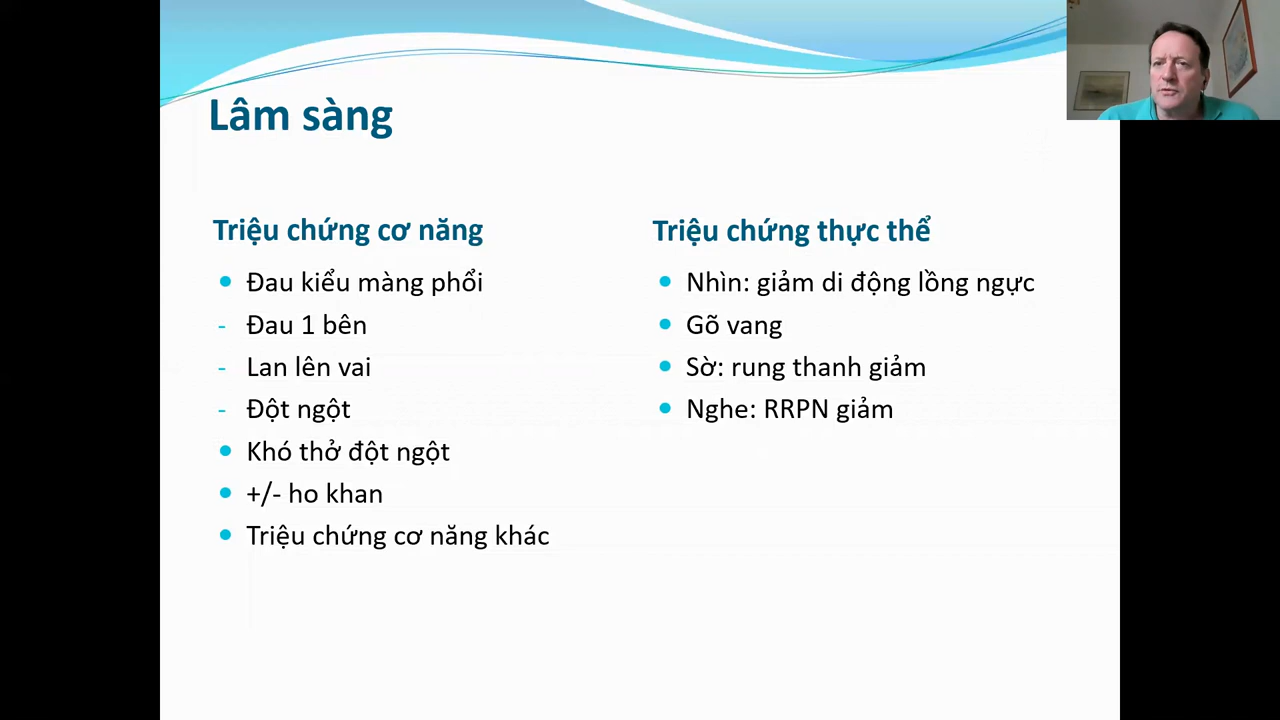 Lâm sàng
Triệu chứng cơ năng
• Đau kiểu màng phổi
- Đau 1 bên
- Lan lên vai
- Đột ngột
• Khó thở đột ngột
• +/- ho khan
• Triệu chứng cơ năng khác
Triệu chứng thực thể
• Nhìn: giảm di động lồng ngực
• Gõ vang
• Sờ: rung thanh giảm
• Nghe: RRPN giảm